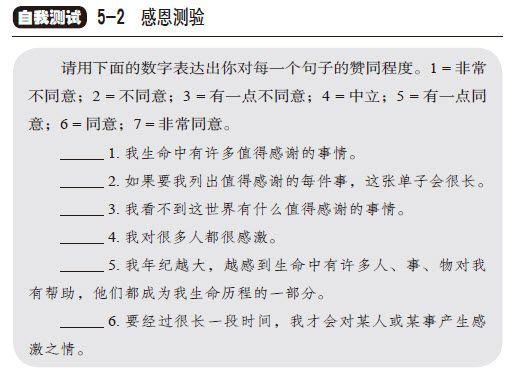 自我测试 5-2 感恩测验
请用下面的数字表达出你对每一个句子的赞同程度。1 = 非常
不同意；2 = 不同意；3 = 有一点不同意；4 = 中立；5 = 有一点同
意；6 = 同意；7 = 非常同意。
______ 1. 我生命中有许多值得感谢的事情。
______ 2. 如果要我列出值得感谢的每件事，这张单子会很长。
______ 3. 我看不到这世界有什么值得感谢的事情。
______ 4. 我对很多人都很感激。
______ 5. 我年纪越大，越感到生命中有许多人、事、物对我
有帮助，他们都成为我生命历程的一部分。
______ 6. 要经过很长一段时间，我才会对某人或某事产生感
激之情。